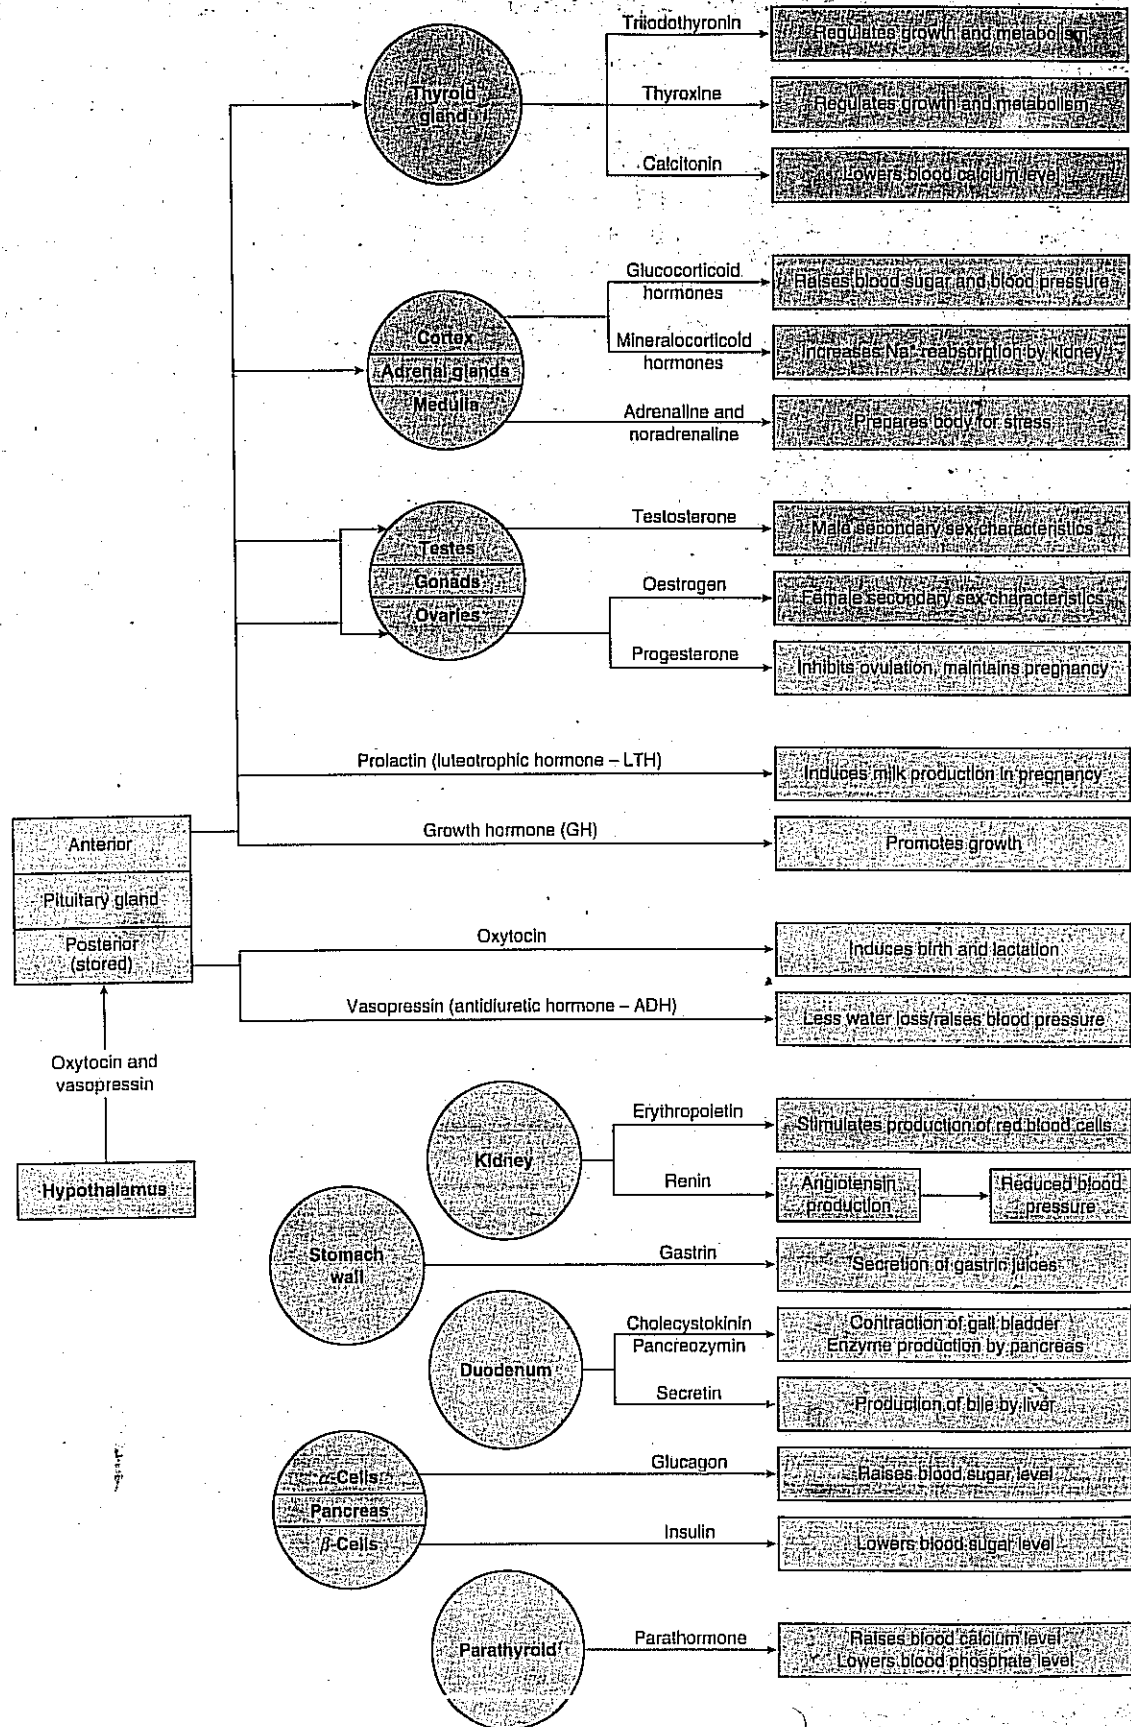 Triiodothyronin
Regulates growth and metabolism
Thyroid
gland
Thyroxine
Regulates growth and metabolism
Calcitonin
Lowers blood calcium level
Glucocorticoid
hormones
Raises blood sugar and blood pressure
Cortex
Adrenal glands
Medulla
Mineralocorticoid
hormones
Increases Na⁺ reabsorption by kidney
Adrenaline and
noradrenaline
Prepares body for stress
Testosterone
Male secondary sex characteristics
Testes
Gonads
Ovaries
Oestrogen
Female secondary sex characteristics
Progesterone
Inhibits ovulation, maintains pregnancy
Prolactin (luteotrophic hormone – LTH)
Induces milk production in pregnancy
Growth hormone (GH)
Promotes growth
Anterior
Pituitary gland
Posterior
(stored)
Oxytocin
Induces birth and lactation
Vasopressin (antidiuretic hormone – ADH)
Less water loss/raises blood pressure
Oxytocin and
vasopressin
Hypothalamus
Kidney
Erythropoietin
Stimulates production of red blood cells
Renin
Angiotensin
production
Reduced blood
pressure
Stomach
wall
Gastrin
Secretion of gastric juices
Duodenum
Cholecystokinin
Pancreozymin
Contraction of gall bladder
Enzyme production by pancreas
Secretin
Production of bile by liver
α-Cells
Pancreas
β-Cells
Glucagon
Raises blood sugar level
Insulin
Lowers blood sugar level
Parathyroid
Parathormone
Raises blood calcium level
Lowers blood phosphate level